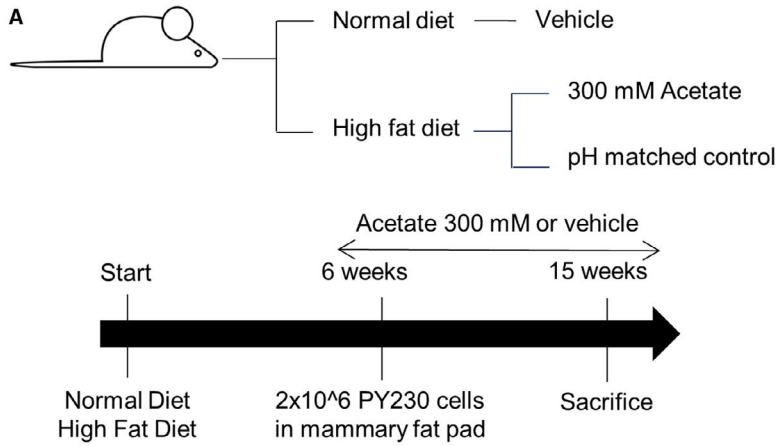 A
Normal diet
Vehicle
300 mM Acetate
High fat diet
pH matched control
Acetate 300 mM or vehicle
Start
6 weeks
15 weeks
Normal Diet
High Fat Diet
2x10^6 PY230 cells
in mammary fat pad
Sacrifice